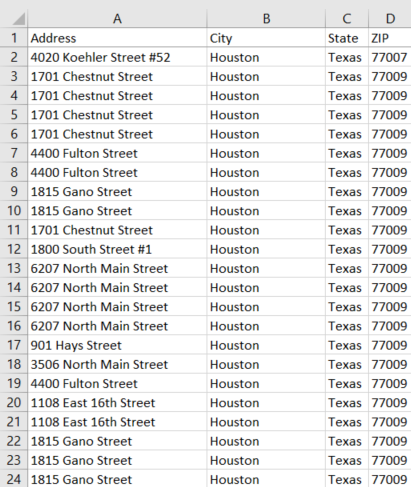 A B C D
1 Address City State ZIP
2 4020 Koehler Street #52 Houston Texas 77007
3 1701 Chestnut Street Houston Texas 77009
4 1701 Chestnut Street Houston Texas 77009
5 1701 Chestnut Street Houston Texas 77009
6 1701 Chestnut Street Houston Texas 77009
7 4400 Fulton Street Houston Texas 77009
8 4400 Fulton Street Houston Texas 77009
9 1815 Gano Street Houston Texas 77009
10 1815 Gano Street Houston Texas 77009
11 1701 Chestnut Street Houston Texas 77009
12 1800 South Street #1 Houston Texas 77009
13 6207 North Main Street Houston Texas 77009
14 6207 North Main Street Houston Texas 77009
15 6207 North Main Street Houston Texas 77009
16 6207 North Main Street Houston Texas 77009
17 901 Hays Street Houston Texas 77009
18 3506 North Main Street Houston Texas 77009
19 4400 Fulton Street Houston Texas 77009
20 1108 East 16th Street Houston Texas 77009
21 1108 East 16th Street Houston Texas 77009
22 1815 Gano Street Houston Texas 77009
23 1815 Gano Street Houston Texas 77009
24 1815 Gano Street Houston Texas 77009